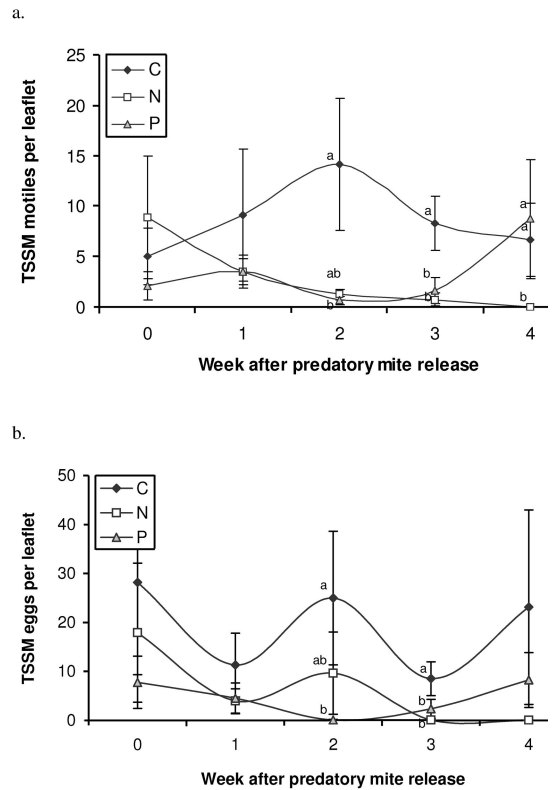 a.
25
20
15
10
5
0
TSSM motiles per leaflet
C
N
P
a
a
a
a
ab
b
b
b
b
0 1 2 3 4
Week after predatory mite release
b.
50
40
30
20
10
0
TSSM eggs per leaflet
C
N
P
a
ab
b
a
b
b
0 1 2 3 4
Week after predatory mite release